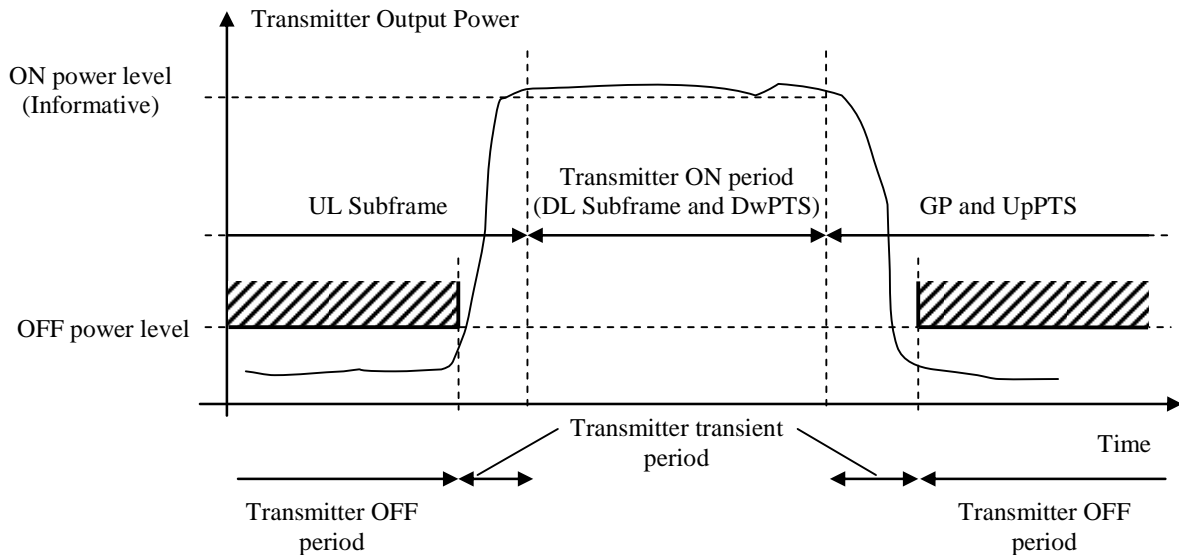 Transmitter Output Power
ON power level
(Informative)
Transmitter ON period
(DL Subframe and DwPTS)
UL Subframe
GP and UpPTS
OFF power level
Transmitter transient
period
Time
Transmitter OFF
period
Transmitter OFF
period